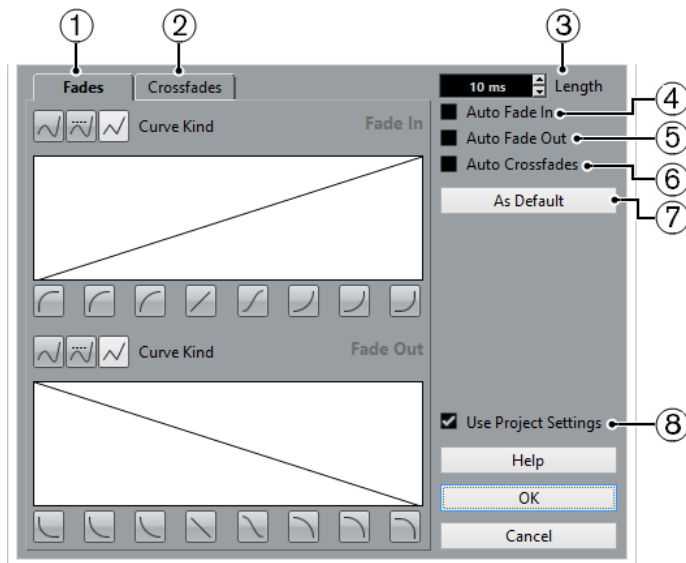 1
2
3
Fades
Crossfades
10 ms
Length
4
Auto Fade In
5
Auto Fade Out
6
Auto Crossfades
7
As Default
Curve Kind
Fade In
Curve Kind
Fade Out
8
Use Project Settings
Help
OK
Cancel